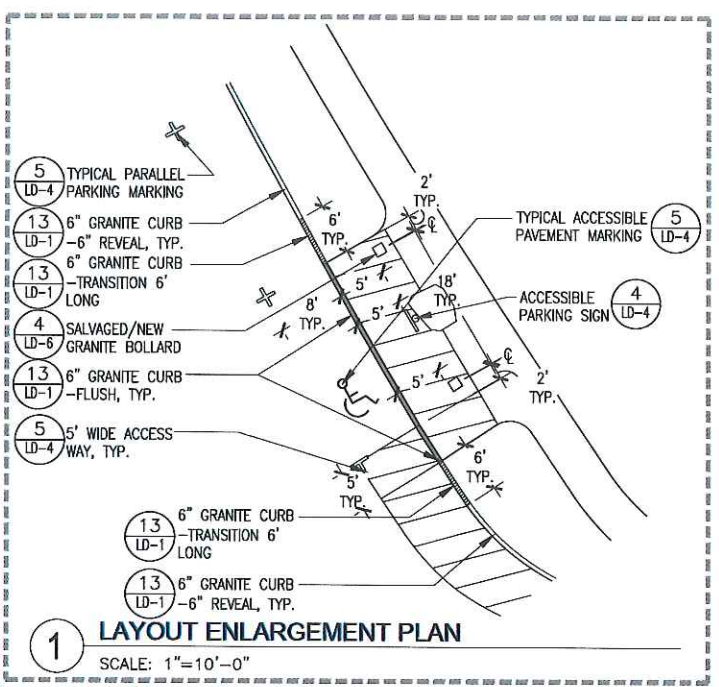 5
LD-4
TYPICAL PARALLEL
PARKING MARKING
13
LD-1
6" GRANITE CURB
-6" REVEAL, TYP.
13
LD-1
6" GRANITE CURB
-TRANSITION 6'
LONG
4
LD-6
SALVAGED/NEW
GRANITE BOLLARD
13
LD-1
6" GRANITE CURB
-FLUSH, TYP.
5
LD-4
5' WIDE ACCESS
WAY, TYP.
13
LD-1
6" GRANITE CURB
-TRANSITION 6'
LONG
13
LD-1
6" GRANITE CURB
-6" REVEAL, TYP.
2'
TYP.
℄
6'
TYP.
5'
8'
TYP.
5'
18'
TYP.
5'
℄
2'
TYP.
6'
TYP.
5'
TYP.
TYPICAL ACCESSIBLE
PAVEMENT MARKING
5
LD-4
ACCESSIBLE
PARKING SIGN
4
LD-4
1
LAYOUT ENLARGEMENT PLAN
SCALE: 1"=10'-0"